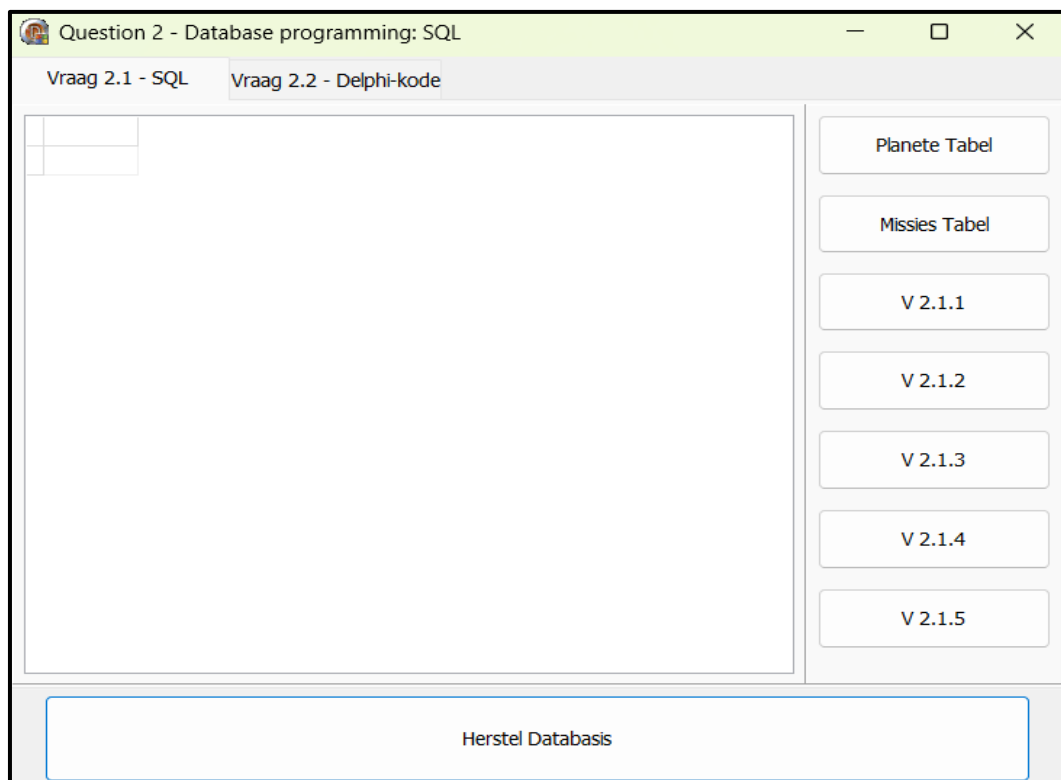 Question 2 - Database programming: SQL
Vraag 2.1 - SQL
Vraag 2.2 - Delphi-kode
Planete Tabel
Missies Tabel
V 2.1.1
V 2.1.2
V 2.1.3
V 2.1.4
V 2.1.5
Herstel Databasis